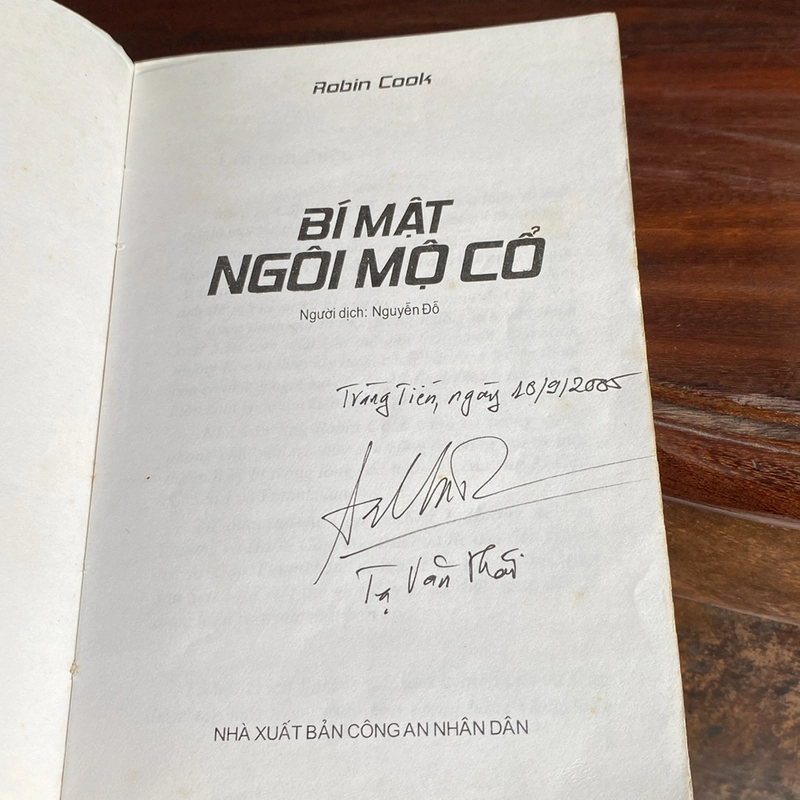 Robin Cook
BÍ MẬT
NGÔI MỘ CỔ
Người dịch: Nguyễn Đỗ
Tràng Tiền, ngày 10/9/2005
Tạ Văn
NHÀ XUẤT BẢN CÔNG AN NHÂN DÂN